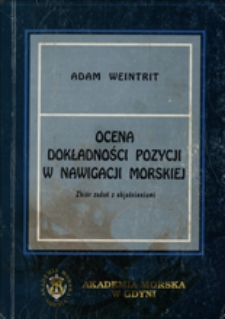 ADAM WEINTRIT
OCENA
DOKŁADNOŚCI POZYCJI
W NAWIGACJI MORSKIEJ
Zbiór zadań z objaśnieniami
AKADEMIA MORSKA
W GDYNI